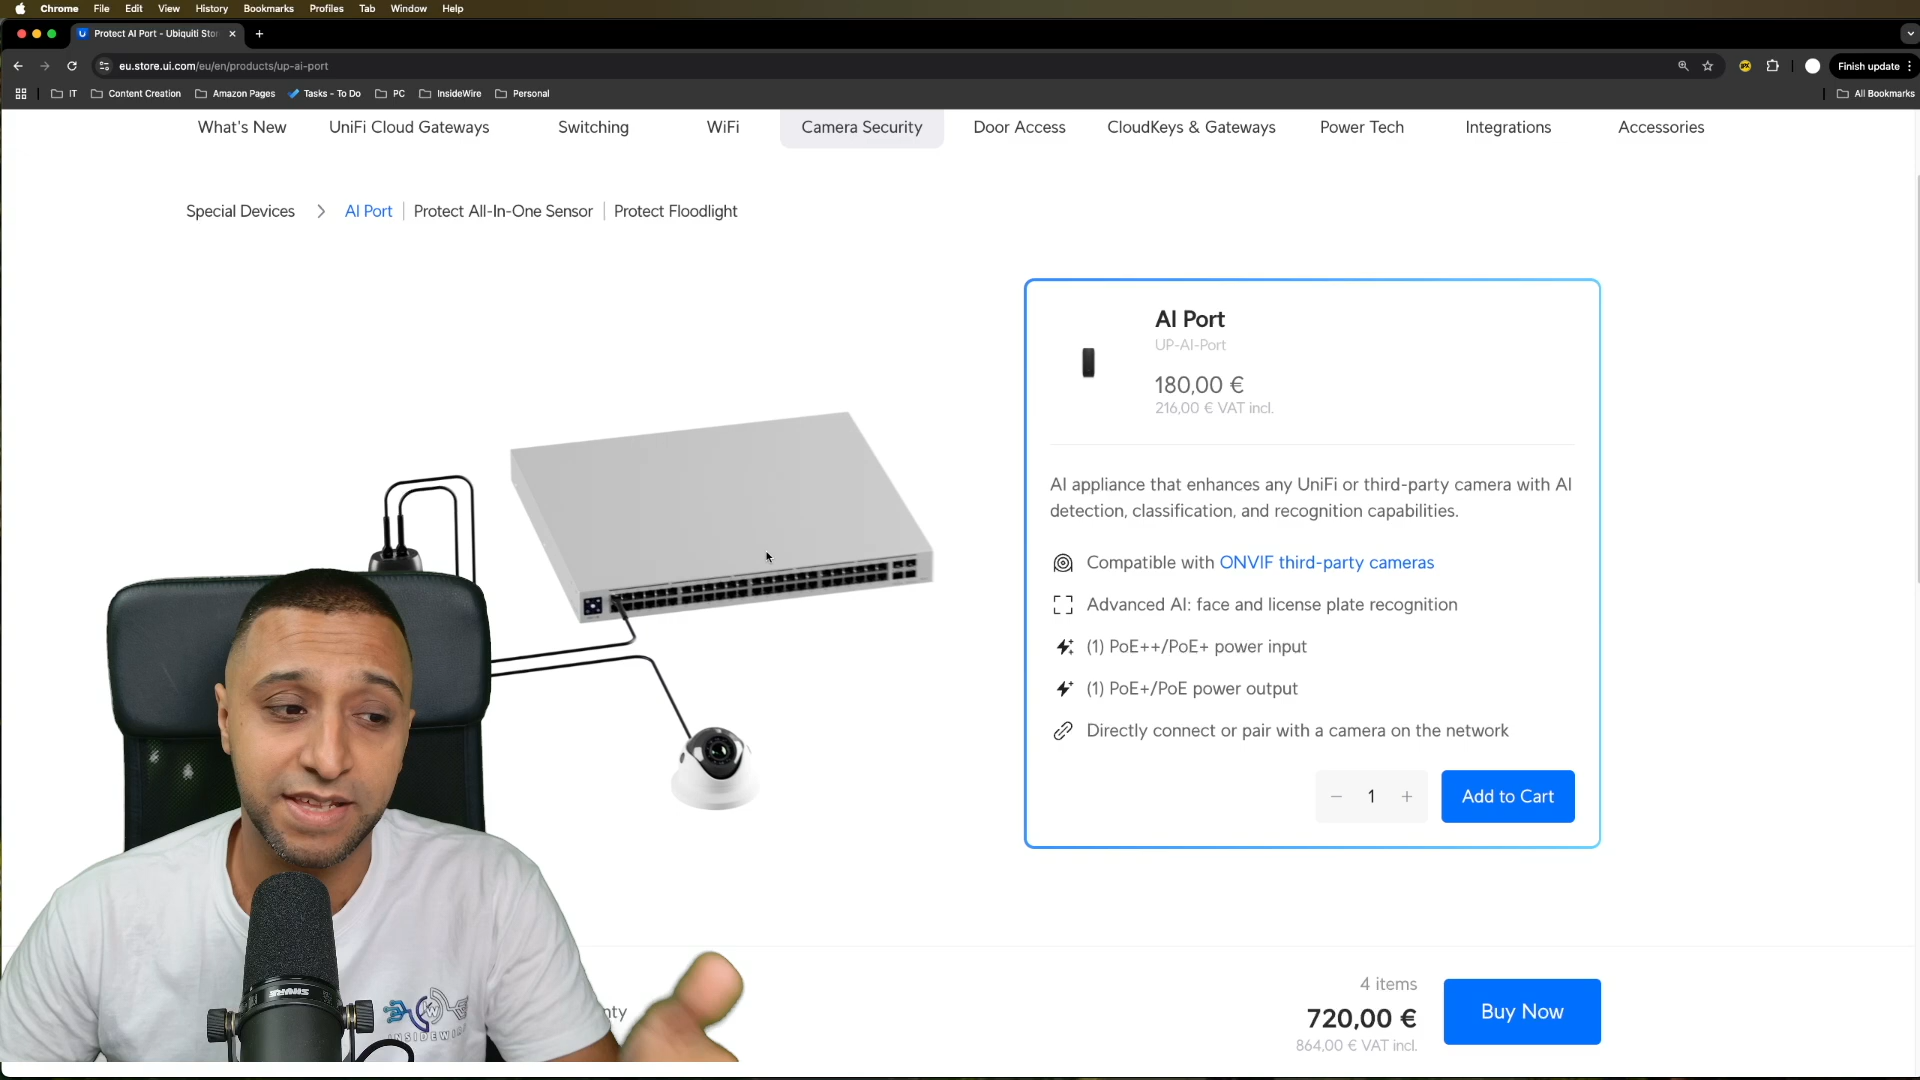 Chrome File Edit View History Bookmarks Profiles Tab Window Help
Protect AI Port - Ubiquiti Stor
eu.store.ui.com/eu/en/products/up-ai-port
Finish update
IT Content Creation Amazon Pages Tasks - To Do PC InsideWire Personal All Bookmarks
What's New UniFi Cloud Gateways Switching WiFi Camera Security Door Access CloudKeys & Gateways Power Tech Integrations Accessories
Special Devices AI Port Protect All-In-One Sensor Protect Floodlight
AI Port
UP-AI-Port
180,00 €
216,00 € VAT incl.
AI appliance that enhances any UniFi or third-party camera with AI
detection, classification, and recognition capabilities.
Compatible with ONVIF third-party cameras
Advanced AI: face and license plate recognition
(1) PoE++/PoE+ power input
(1) PoE+/PoE power output
Directly connect or pair with a camera on the network
1
Add to Cart
4 items
720,00 €
864,00 € VAT incl.
Buy Now
nty
SHURE